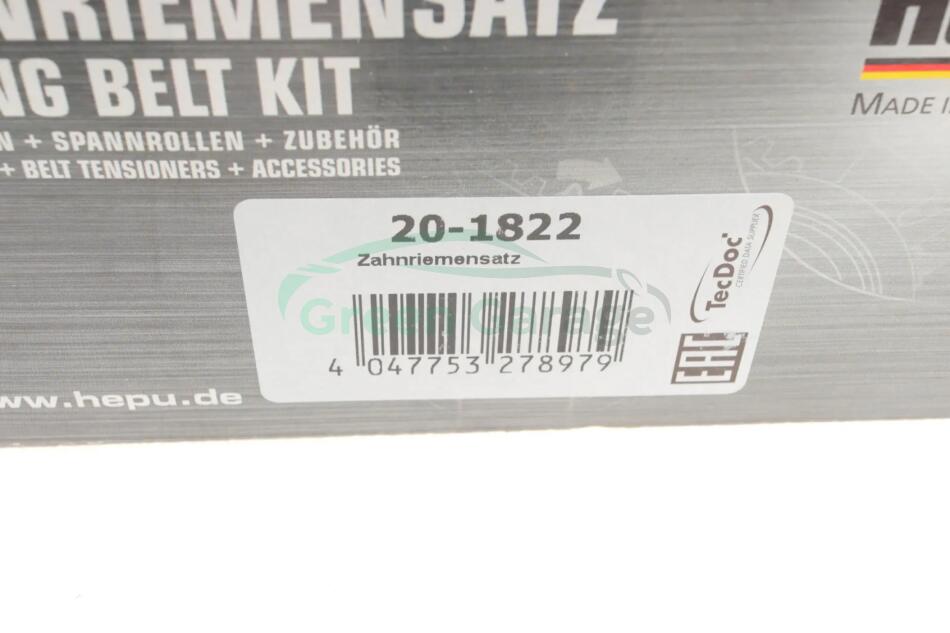 NRIEMENSATZ
NG BELT KIT
N + SPANNROLLEN + ZUBEHÖR
+ BELT TENSIONERS + ACCESSORIES
MADE I
20-1822
Zahnriemensatz
Green Garage
4 047753 278979
TecDoc
CERTIFIED DATA SUPPLIER
EAC
www.hepu.de